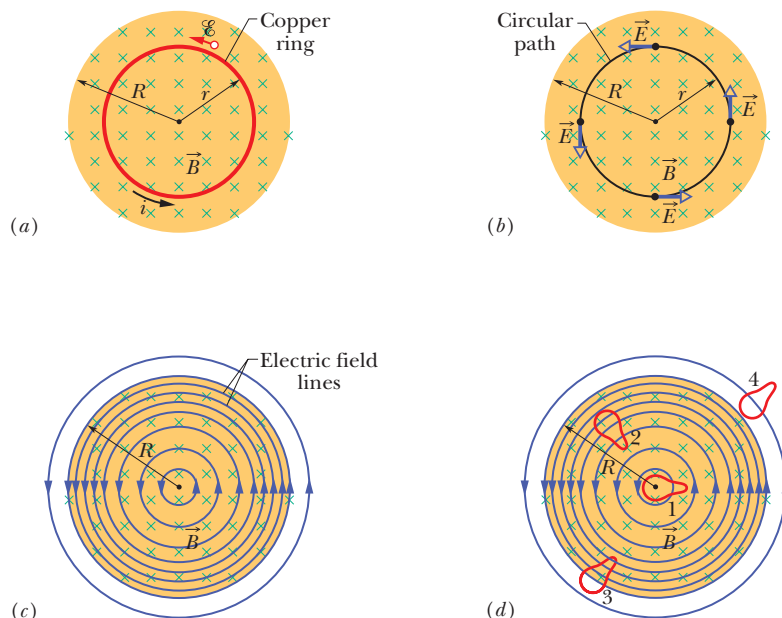 ℰ
Copper
ring
R
r
B
i
(a)
Circular
path
E
R
r
E
E
B
E
(b)
Electric field
lines
R
B
(c)
4
2
R
1
B
3
(d)